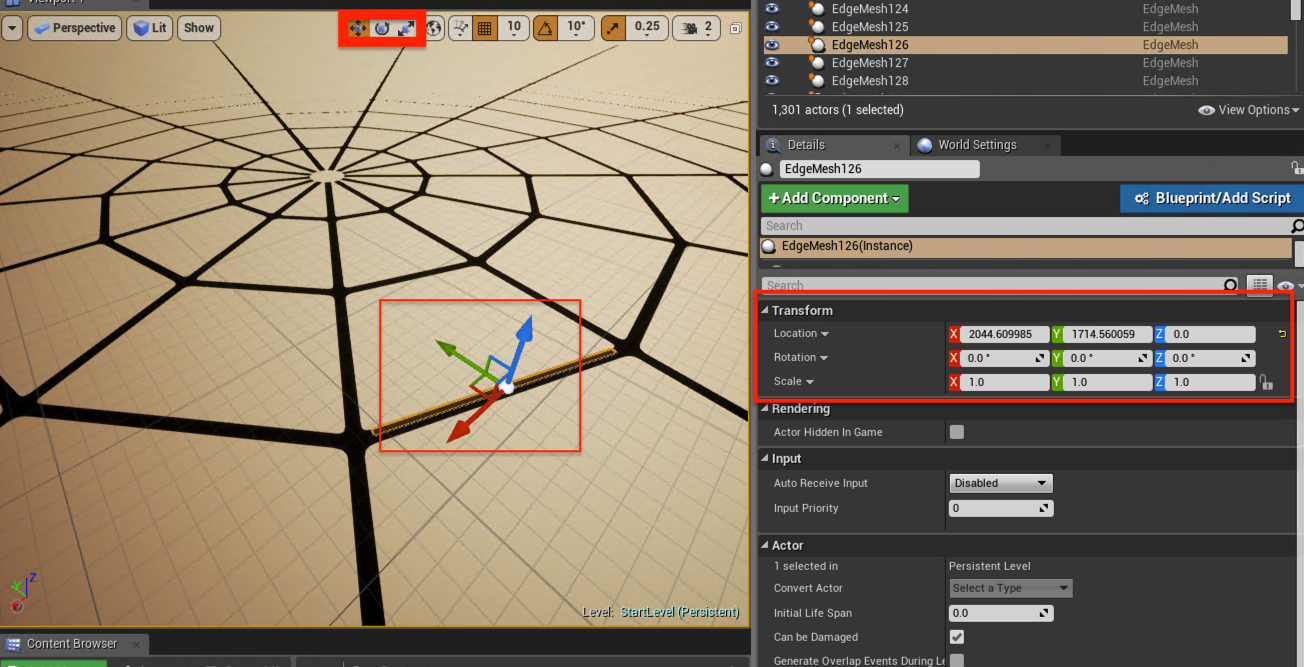 Perspective Lit Show 10 10° 0.25 2
Level: StartLevel (Persistent)
Content Browser
EdgeMesh124 EdgeMesh
EdgeMesh125 EdgeMesh
EdgeMesh126 EdgeMesh
EdgeMesh127 EdgeMesh
EdgeMesh128 EdgeMesh
1,301 actors (1 selected) View Options
Details World Settings
EdgeMesh126
+Add Component Blueprint/Add Script
Search
EdgeMesh126(Instance)
Search
Transform
Location X 2044.609985 Y 1714.560059 Z 0.0
Rotation X 0.0 ° Y 0.0 ° Z 0.0 °
Scale X 1.0 Y 1.0 Z 1.0
Rendering
Actor Hidden In Game
Input
Auto Receive Input Disabled
Input Priority 0
Actor
1 selected in Persistent Level
Convert Actor Select a Type
Initial Life Span 0.0
Can be Damaged
Generate Overlap Events During